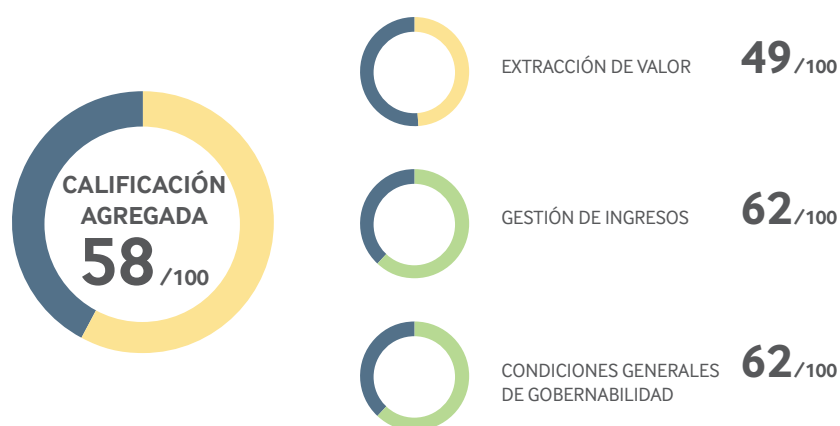 CALIFICACIÓN
AGREGADA
58 /100
EXTRACCIÓN DE VALOR 49/100
GESTIÓN DE INGRESOS 62/100
CONDICIONES GENERALES
DE GOBERNABILIDAD 62/100